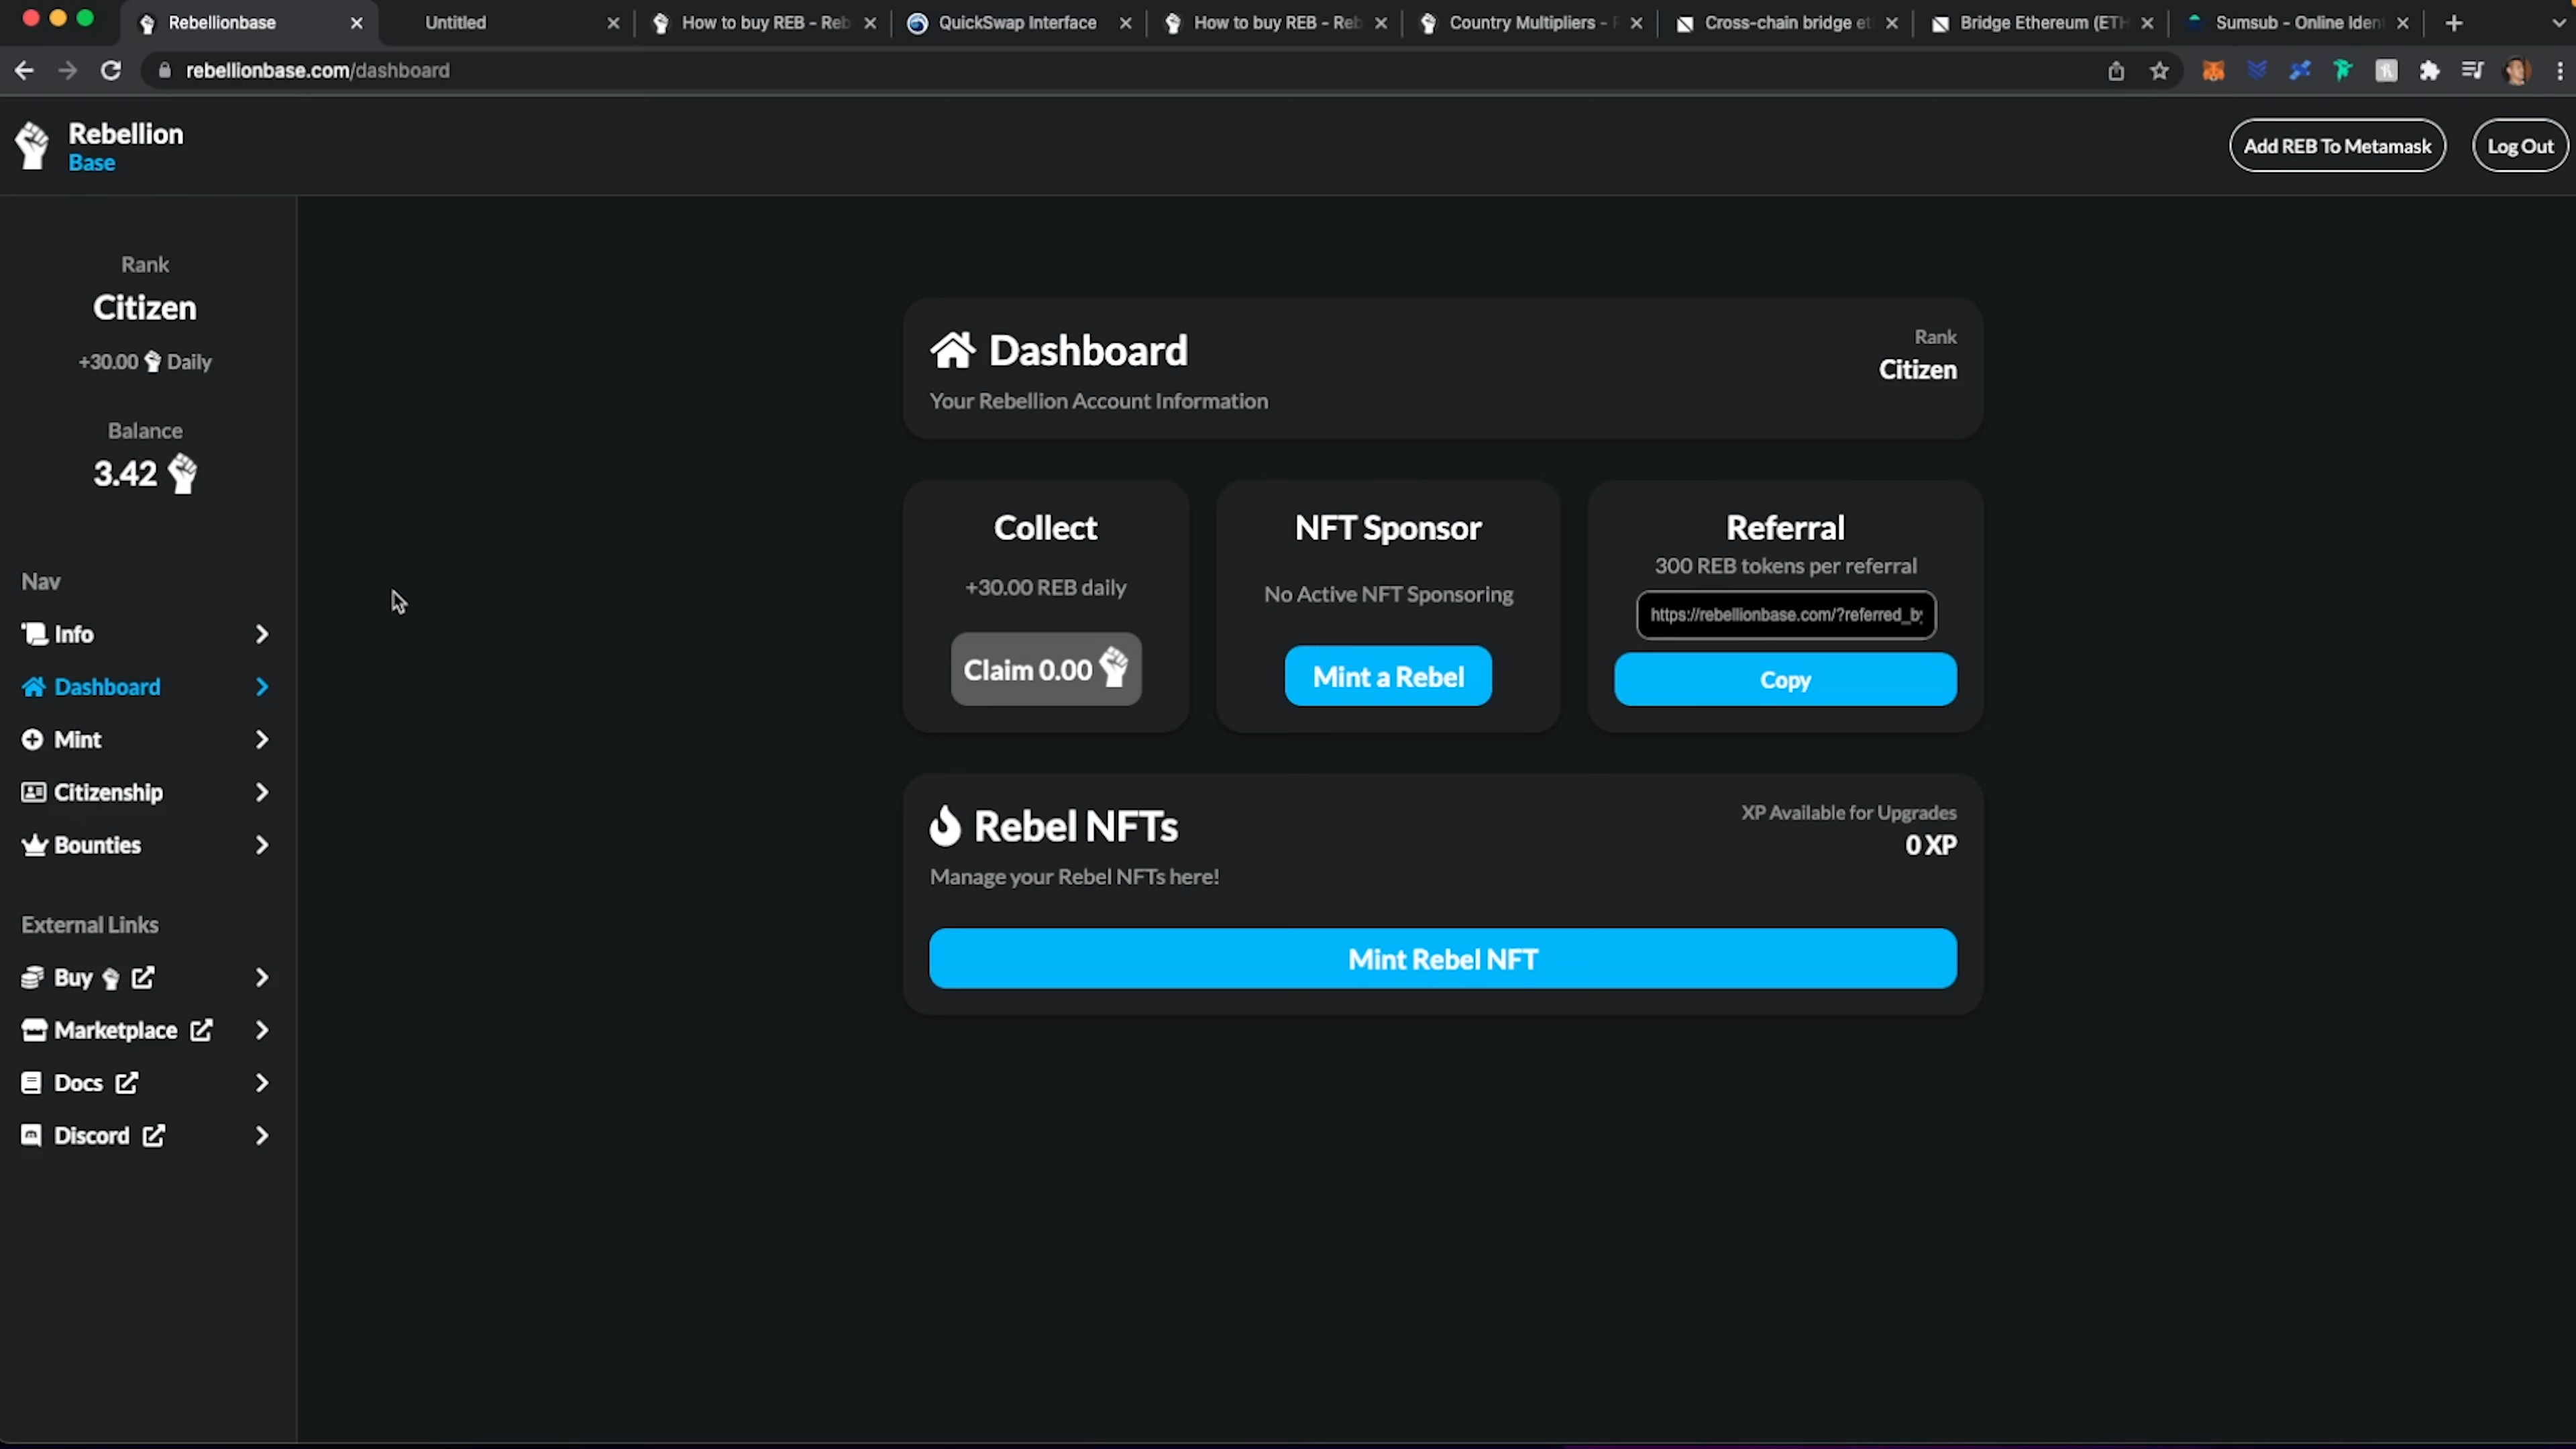 Rebellionbase
Untitled
How to buy REB - Reb
QuickSwap Interface
How to buy REB - Reb
Country Multipliers - R
Cross-chain bridge et
Bridge Ethereum (ETH
Sumsub - Online Iden
rebellionbase.com/dashboard
Rebellion
Base
Add REB To Metamask
Log Out
Rank
Citizen
+30.00 Daily
Balance
3.42
Nav
Info
Dashboard
Mint
Citizenship
Bounties
External Links
Buy
Marketplace
Docs
Discord
Dashboard
Your Rebellion Account Information
Rank
Citizen
Collect
+30.00 REB daily
Claim 0.00
NFT Sponsor
No Active NFT Sponsoring
Mint a Rebel
Referral
300 REB tokens per referral
https://rebellionbase.com/?referred_by
Copy
Rebel NFTs
Manage your Rebel NFTs here!
XP Available for Upgrades
0 XP
Mint Rebel NFT